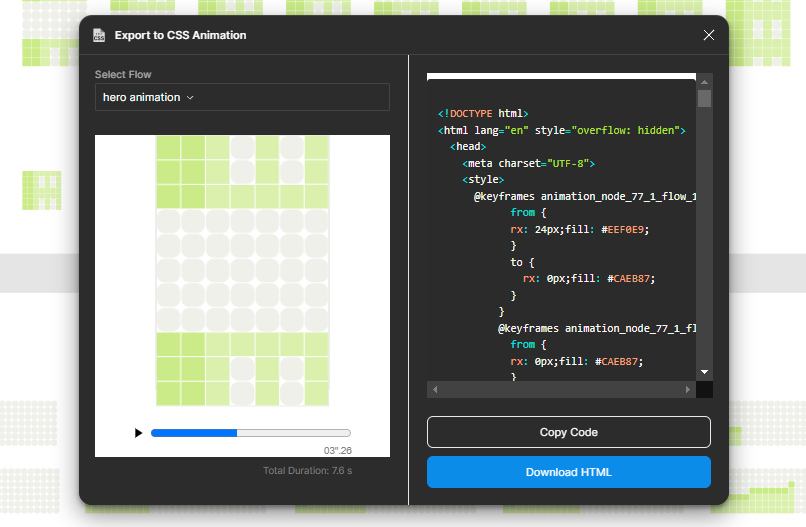 Export to CSS Animation
Select Flow
hero animation
03":26
Total Duration: 7.6 s
<!DOCTYPE html>
<html lang="en" style="overflow: hidden">
<head>
<meta charset="UTF-8">
<style>
@keyframes animation_node_77_1_flow_1
from {
rx: 24px;fill: #EEF0E9;
}
to {
rx: 0px;fill: #CAEB87;
}
}
@keyframes animation_node_77_1_fl
from {
rx: 0px;fill: #CAEB87;
}
Copy Code
Download HTML